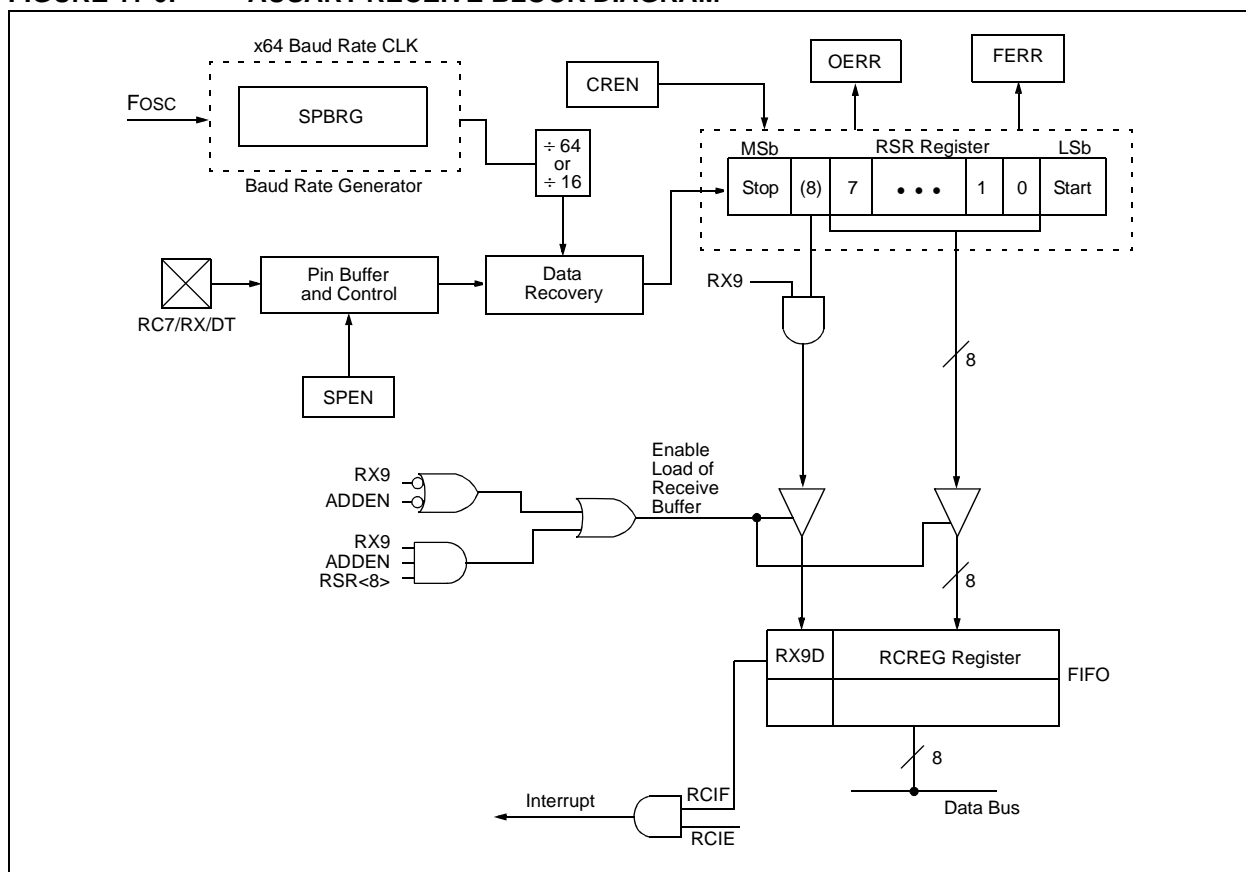 x64 Baud Rate CLK
FOSC
SPBRG
Baud Rate Generator
÷ 64
or
÷ 16
CREN
OERR
FERR
MSb
RSR Register
LSb
Stop
(8)
7
• • •
1
0
Start
RC7/RX/DT
Pin Buffer
and Control
Data
Recovery
SPEN
RX9
8
RX9
ADDEN
RX9
ADDEN
RSR<8>
Enable
Load of
Receive
Buffer
8
RX9D
RCREG Register
FIFO
8
Data Bus
Interrupt
RCIF
RCIE